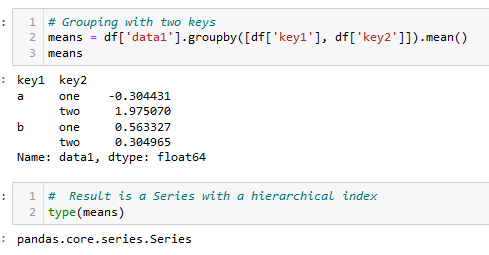 1 # Grouping with two keys
2 means = df['data1'].groupby([df['key1'], df['key2']]).mean()
3 means
key1  key2
a     one    -0.304431
      two     1.975070
b     one     0.563327
      two     0.304965
Name: data1, dtype: float64
1 #  Result is a Series with a hierarchical index
2 type(means)
pandas.core.series.Series